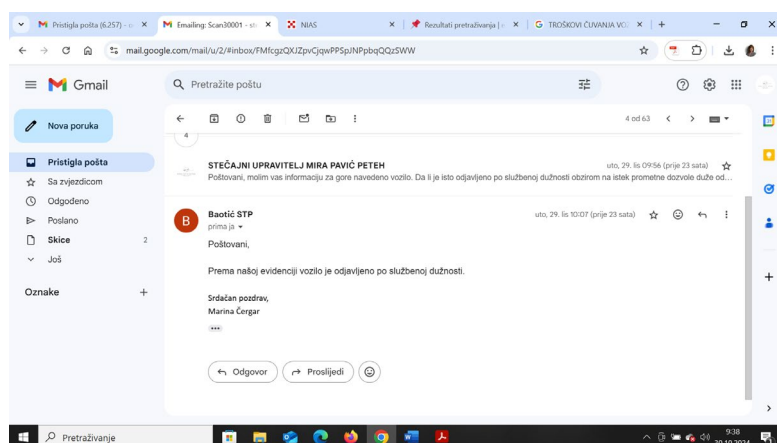 Pristigla pošta (6.257) -
Emailing: Scan30001 - st
NIAS
Rezultati pretraživanja |
TROŠKOVI ČUVANJA VO
mail.google.com/mail/u/2/#inbox/FMfcgzQXJZpvCjqwPPSpJNPpbqQQzSWW
Gmail
Pretražite poštu
Nova poruka
4 od 63
Pristigla pošta
Sa zvjezdicom
Odgođeno
Poslano
Skice 2
Još
Oznake
4
STEČAJNI UPRAVITELJ MIRA PAVIĆ PETEH
uto, 29. lis 09:56 (prije 23 sata)
Poštovani, molim vas informaciju za gore navedeno vozilo. Da li je isto odjavljeno po službenoj dužnosti obzirom na istek prometne dozvole duže od…
B
Baotić STP
uto, 29. lis 10:07 (prije 23 sata)
prima ja
Poštovani,
Prema našoj evidenciji vozilo je odjavljeno po službenoj dužnosti.
Srdačan pozdrav,
Marina Čergar
Odgovor
Proslijedi
Pretraživanje
9:38
30.10.2024.